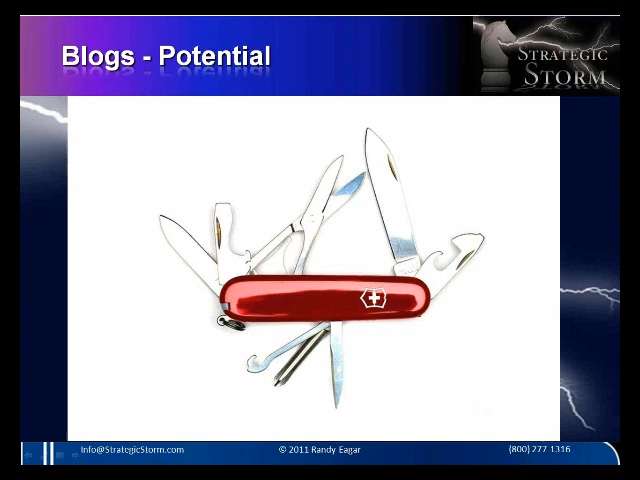 Blogs - Potential
STRATEGIC
STORM
Info@StrategicStorm.com
© 2011 Randy Eagar
(800) 277 1316